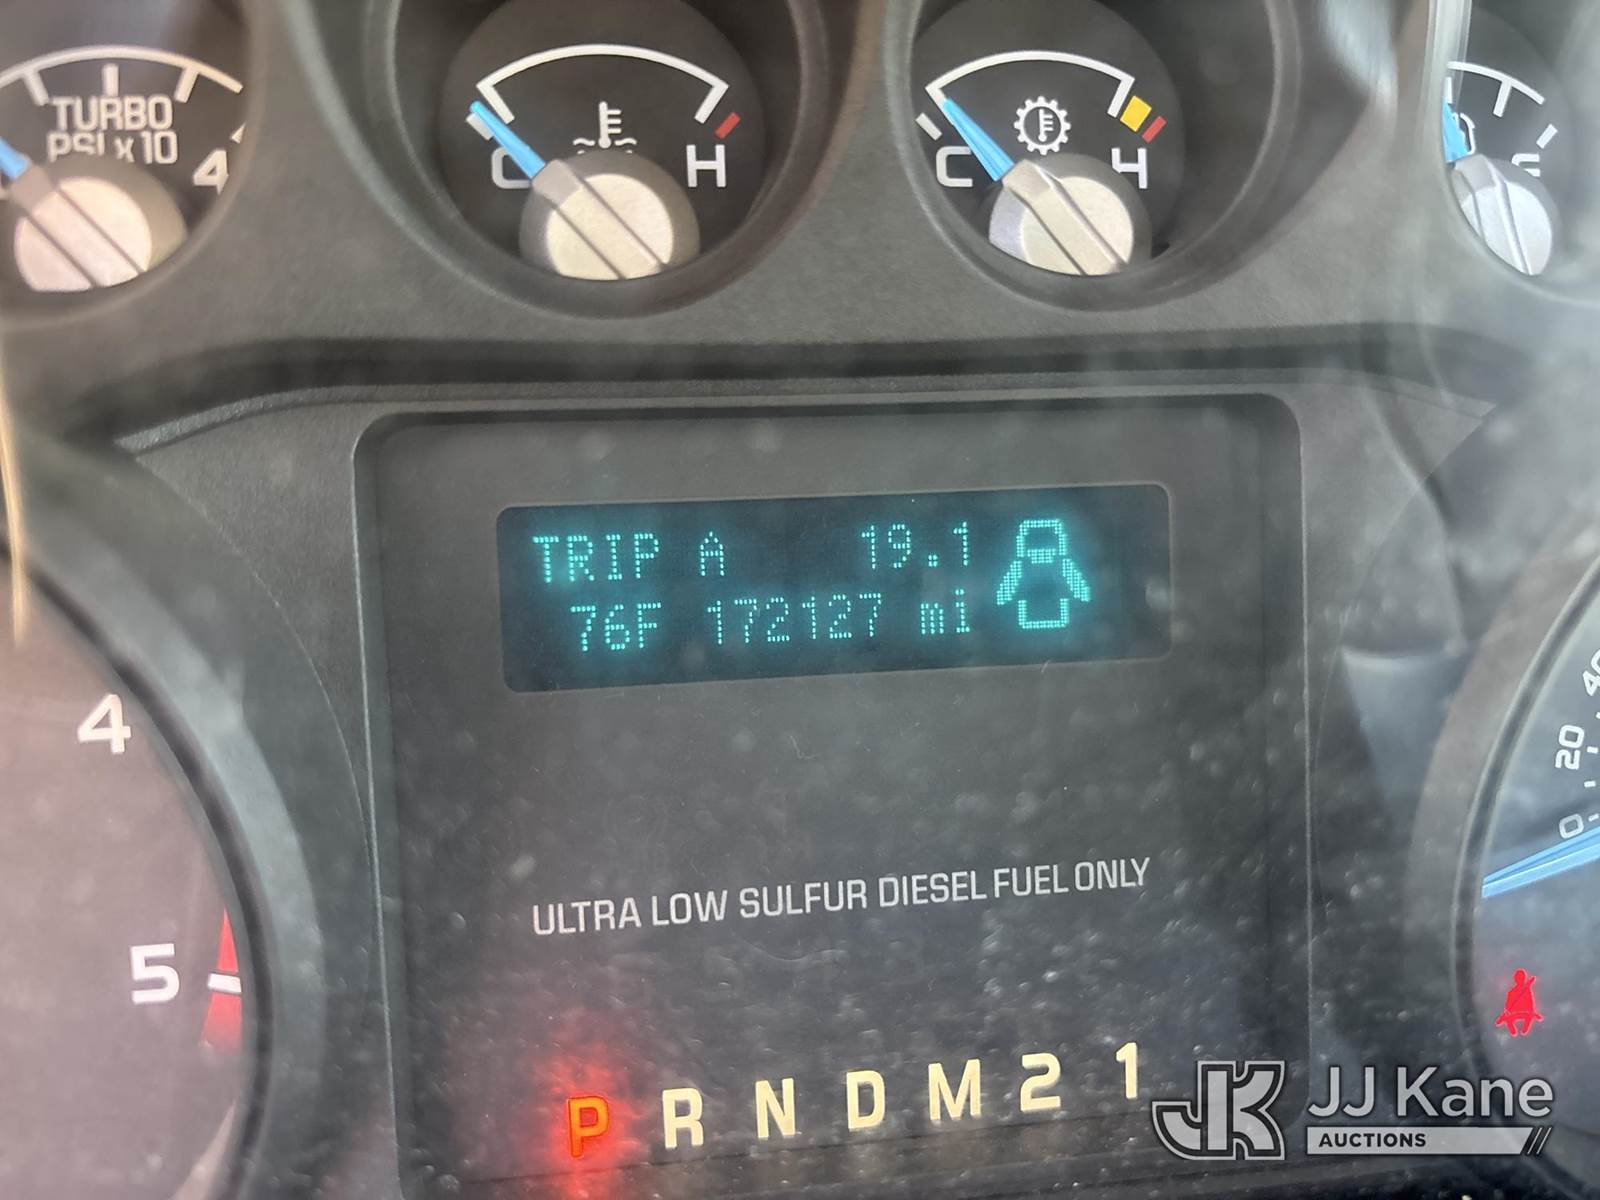 TURBO
PSI x 10
4
C H
C H
TRIP A 19.1
76F 172127 mi
4
5
40
20
0
ULTRA LOW SULFUR DIESEL FUEL ONLY
P R N D M 2 1
JK JJ Kane
AUCTIONS